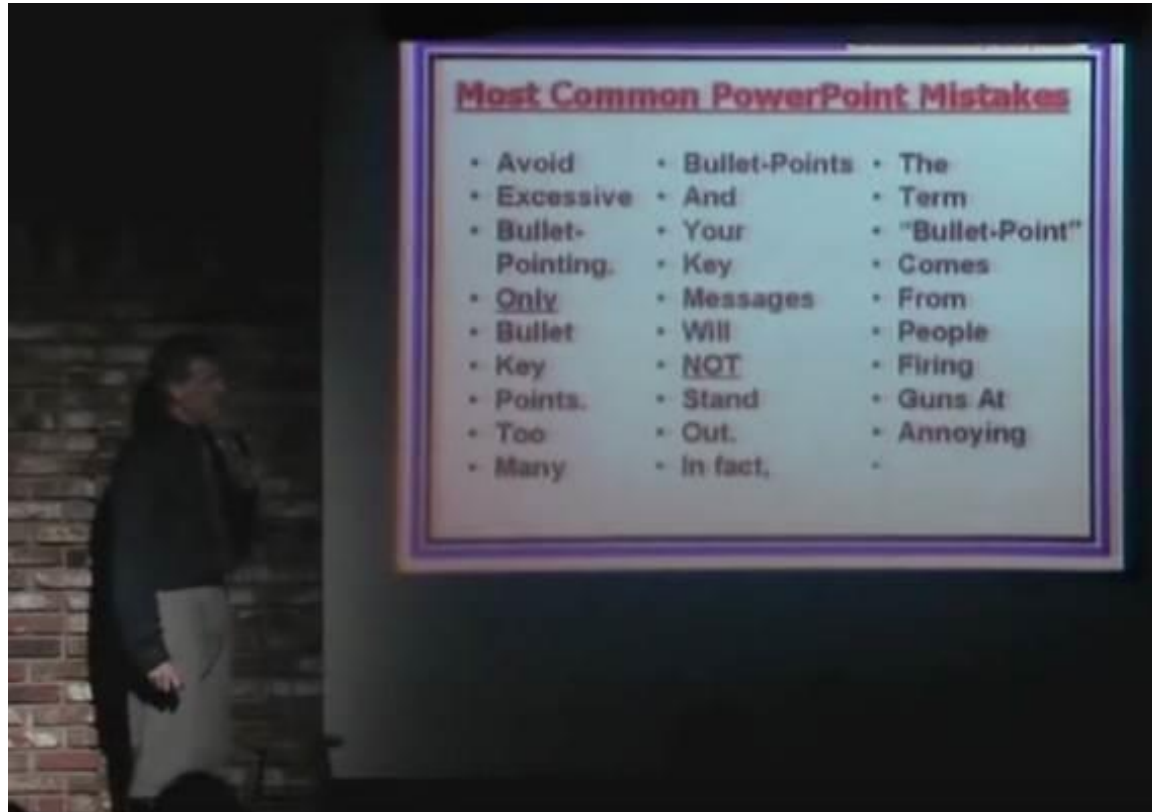 Most Common PowerPoint Mistakes
• Avoid
• Excessive
• Bullet-
Pointing.
• Only
• Bullet
• Key
• Points.
• Too
• Many
• Bullet-Points
• And
• Your
• Key
• Messages
• Will
• NOT
• Stand
• Out.
• In fact,
• The
• Term
• "Bullet-Point"
• Comes
• From
• People
• Firing
• Guns At
• Annoying
•